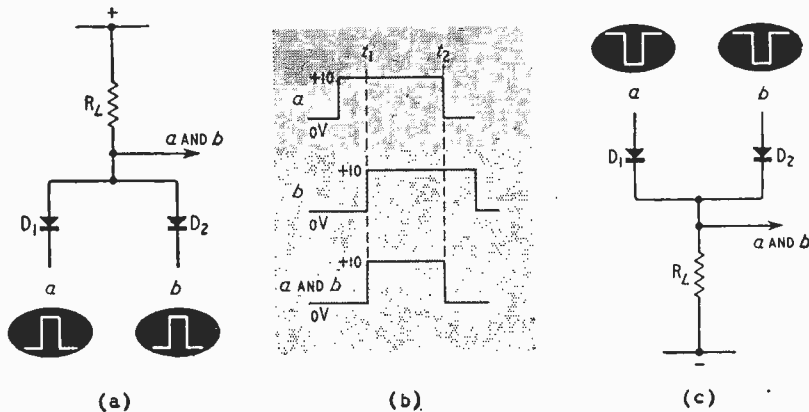 +
R_L
a AND b
D₁
D₂
a
b
(a)
t₁
t₂
+10
a
0V
+10
b
0V
+10
a AND b
0V
(b)
a
b
D₁
D₂
a AND b
R_L
-
(c)